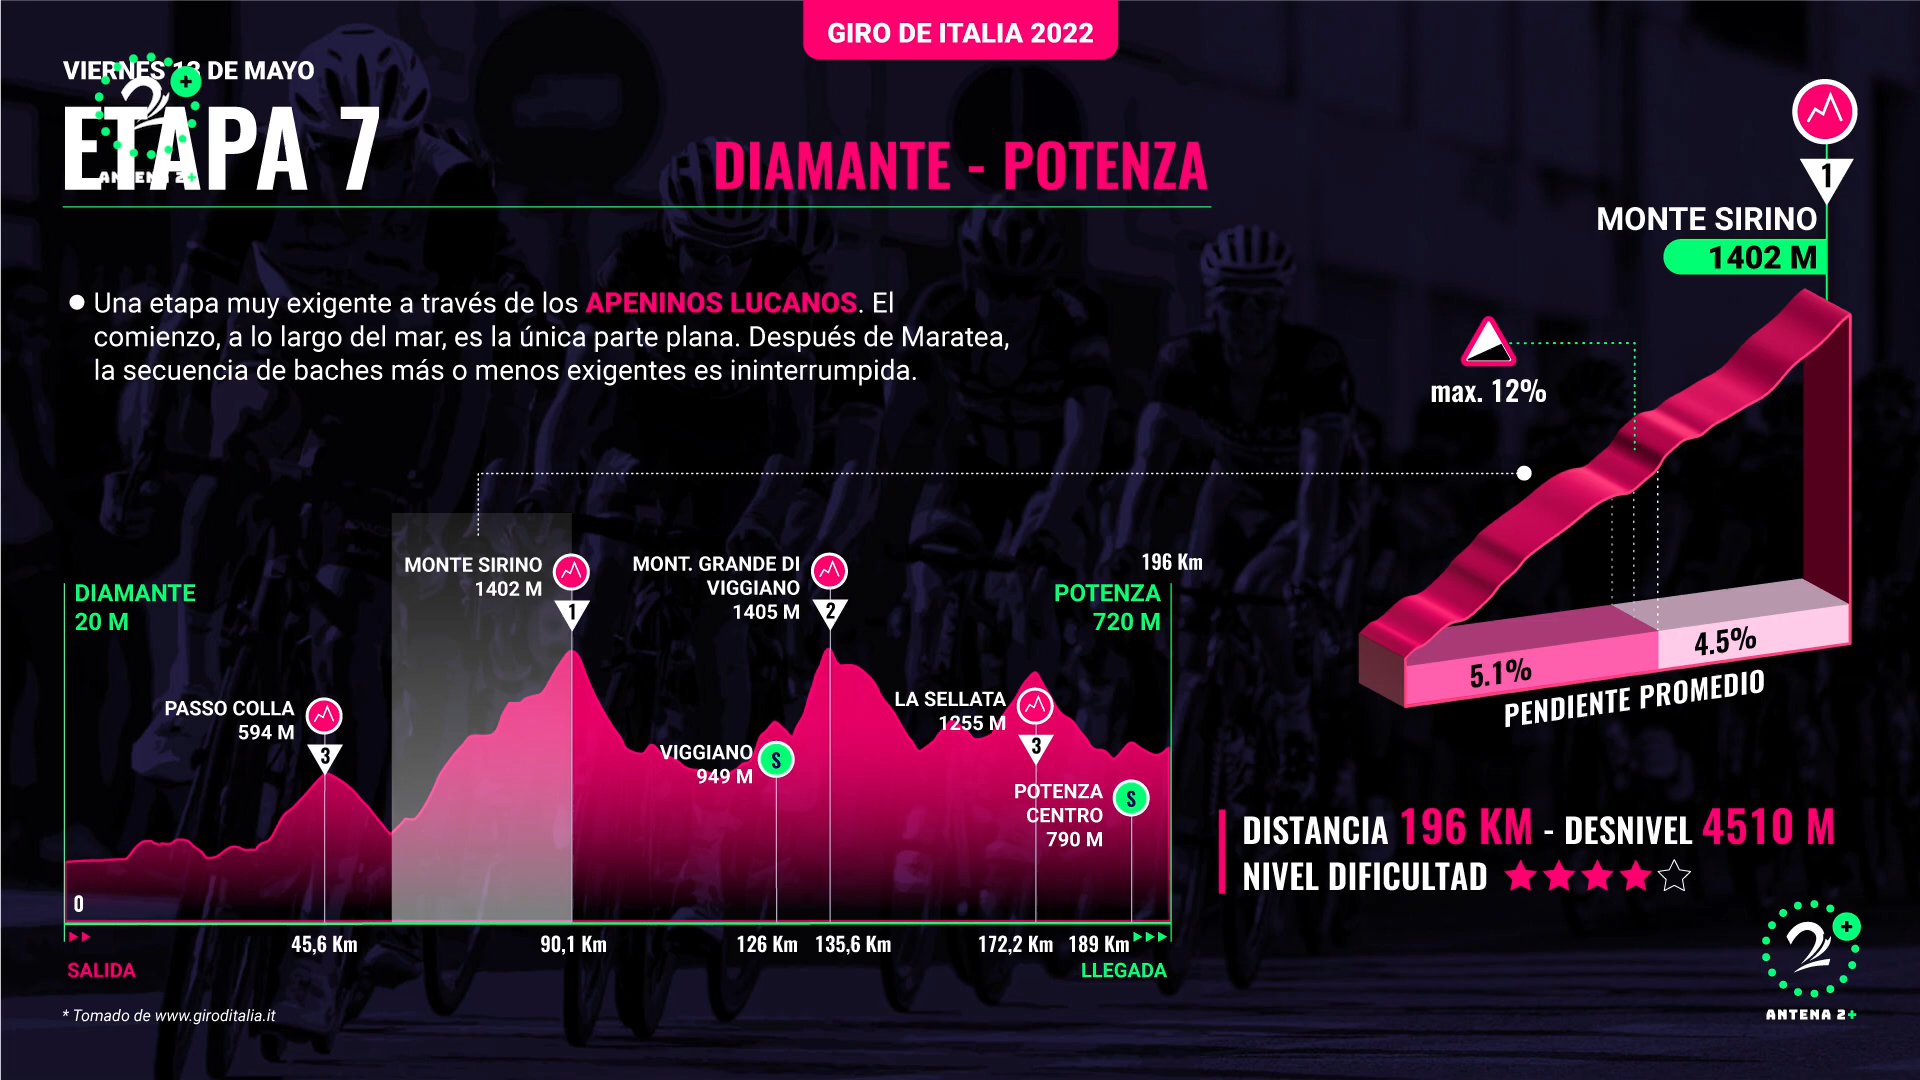 GIRO DE ITALIA 2022
VIERNES 13 DE MAYO
ETAPA 7
ANTENA 2+
DIAMANTE - POTENZA
1
MONTE SIRINO
1402 M
Una etapa muy exigente a través de los APENINOS LUCANOS. El
comienzo, a lo largo del mar, es la única parte plana. Después de Maratea,
la secuencia de baches más o menos exigentes es ininterrumpida.
max. 12%
5.1%
4.5%
PENDIENTE PROMEDIO
DIAMANTE
20 M
PASSO COLLA
594 M
3
MONTE SIRINO
1402 M
1
MONT. GRANDE DI
VIGGIANO
1405 M
2
VIGGIANO
949 M
S
LA SELLATA
1255 M
3
POTENZA
CENTRO
790 M
S
196 Km
POTENZA
720 M
0
45,6 Km
90,1 Km
126 Km
135,6 Km
172,2 Km
189 Km
SALIDA
LLEGADA
DISTANCIA 196 KM - DESNIVEL 4510 M
NIVEL DIFICULTAD
* Tomado de www.giroditalia.it
2+
ANTENA 2+